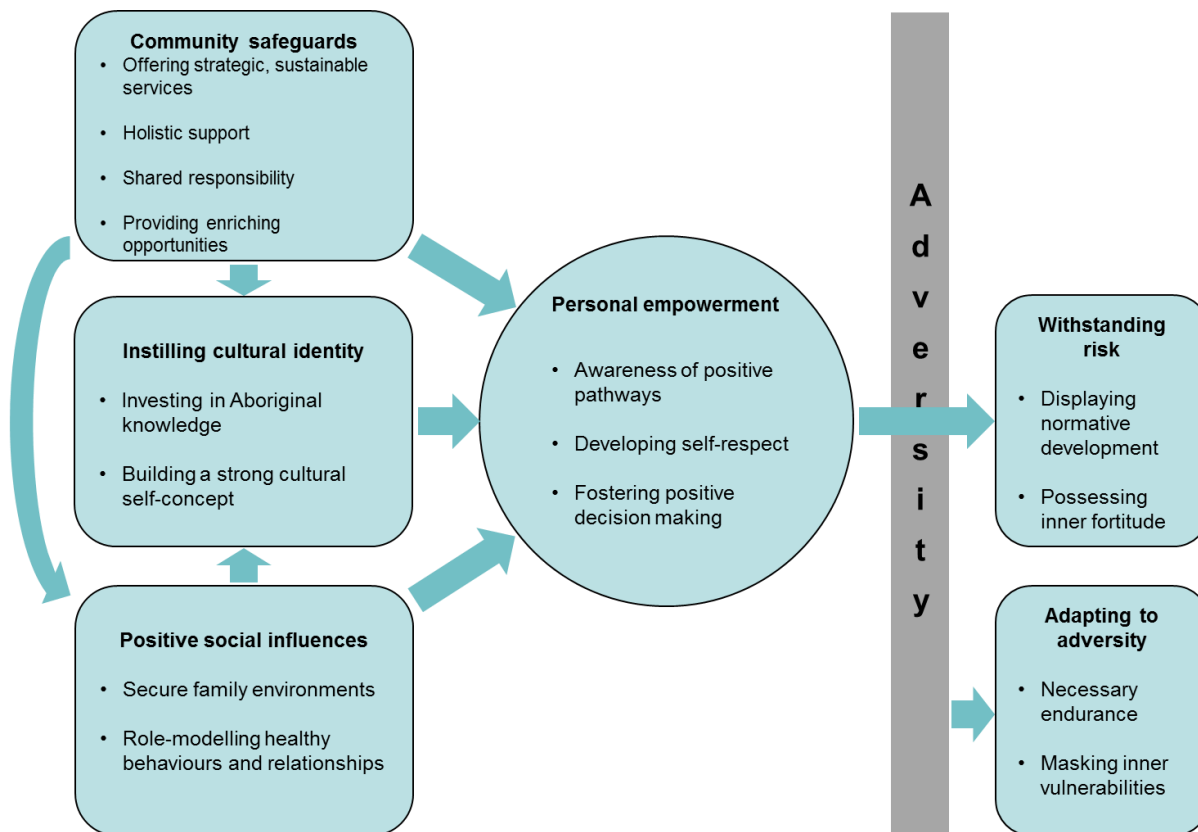 Community safeguards
• Offering strategic, sustainable
services
• Holistic support
• Shared responsibility
• Providing enriching
opportunities
Instilling cultural identity
• Investing in Aboriginal
knowledge
• Building a strong cultural
self-concept
Positive social influences
• Secure family environments
• Role-modelling healthy
behaviours and relationships
Personal empowerment
• Awareness of positive
pathways
• Developing self-respect
• Fostering positive
decision making
A
d
v
e
r
s
i
t
y
Withstanding
risk
• Displaying
normative
development
• Possessing
inner fortitude
Adapting to
adversity
• Necessary
endurance
• Masking inner
vulnerabilities